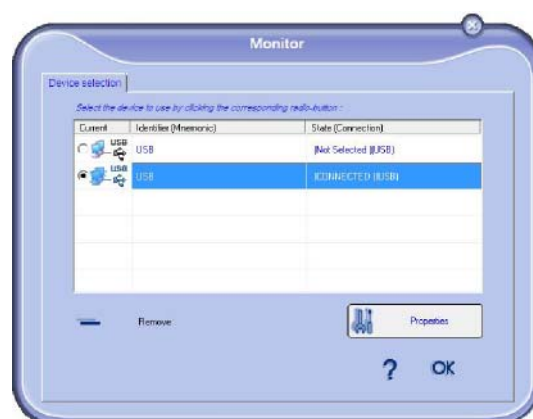 Monitor
Device selection
Select the device to use by clicking the corresponding radio-button :
Current Identifier (Mnemonic) State (Connection)
USB USB (Not Selected )(USB)
USB USB (CONNECTED )(USB)
Remove Properties
? OK